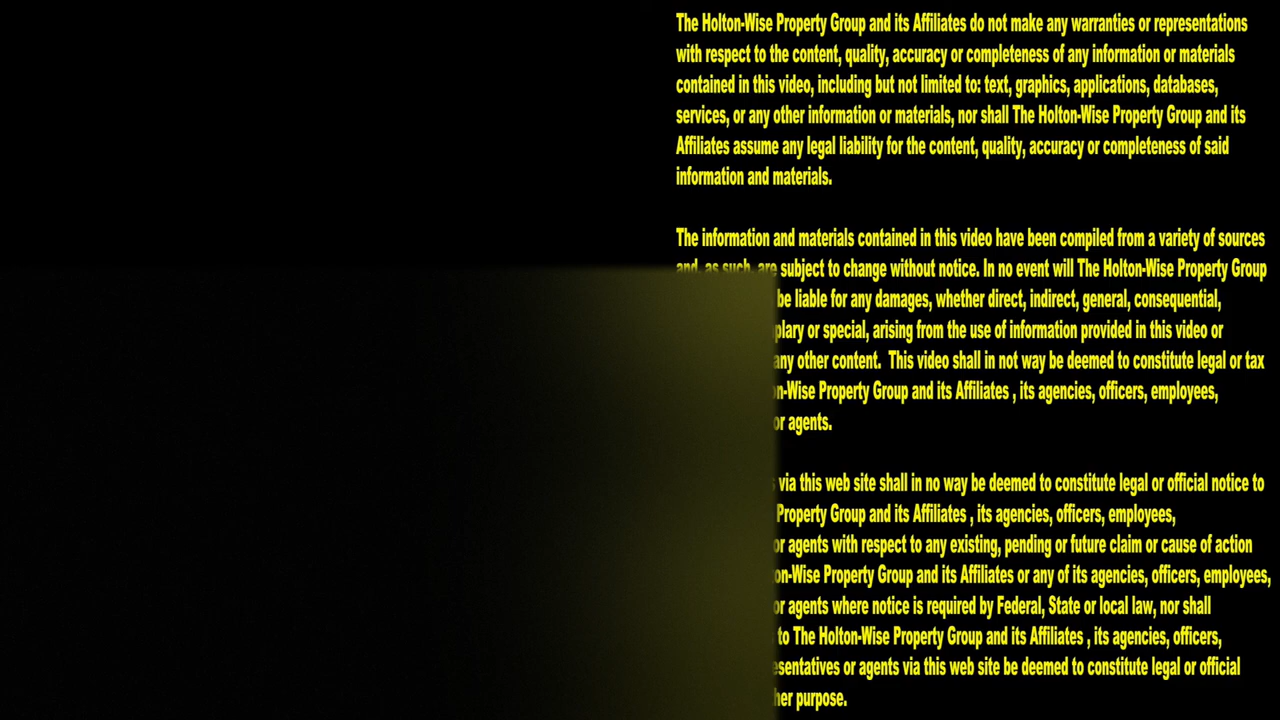 The Holton-Wise Property Group and its Affiliates do not make any warranties or representations
with respect to the content, quality, accuracy or completeness of any information or materials
contained in this video, including but not limited to: text, graphics, applications, databases,
services, or any other information or materials, nor shall The Holton-Wise Property Group and its
Affiliates assume any legal liability for the content, quality, accuracy or completeness of said
information and materials.
The information and materials contained in this video have been compiled from a variety of sources
and, as such, are subject to change without notice. In no event will The Holton-Wise Property Group
be liable for any damages, whether direct, indirect, general, consequential,
or special, arising from the use of information provided in this video or
any other content. This video shall in not way be deemed to constitute legal or tax
Property Group and its Affiliates , its agencies, officers, employees,
or agents.
via this web site shall in no way be deemed to constitute legal or official notice to
Property Group and its Affiliates , its agencies, officers, employees,
or agents with respect to any existing, pending or future claim or cause of action
Property Group and its Affiliates or any of its agencies, officers, employees,
or agents where notice is required by Federal, State or local law, nor shall
to The Holton-Wise Property Group and its Affiliates , its agencies, officers,
or agents via this web site be deemed to constitute legal or official
purpose.